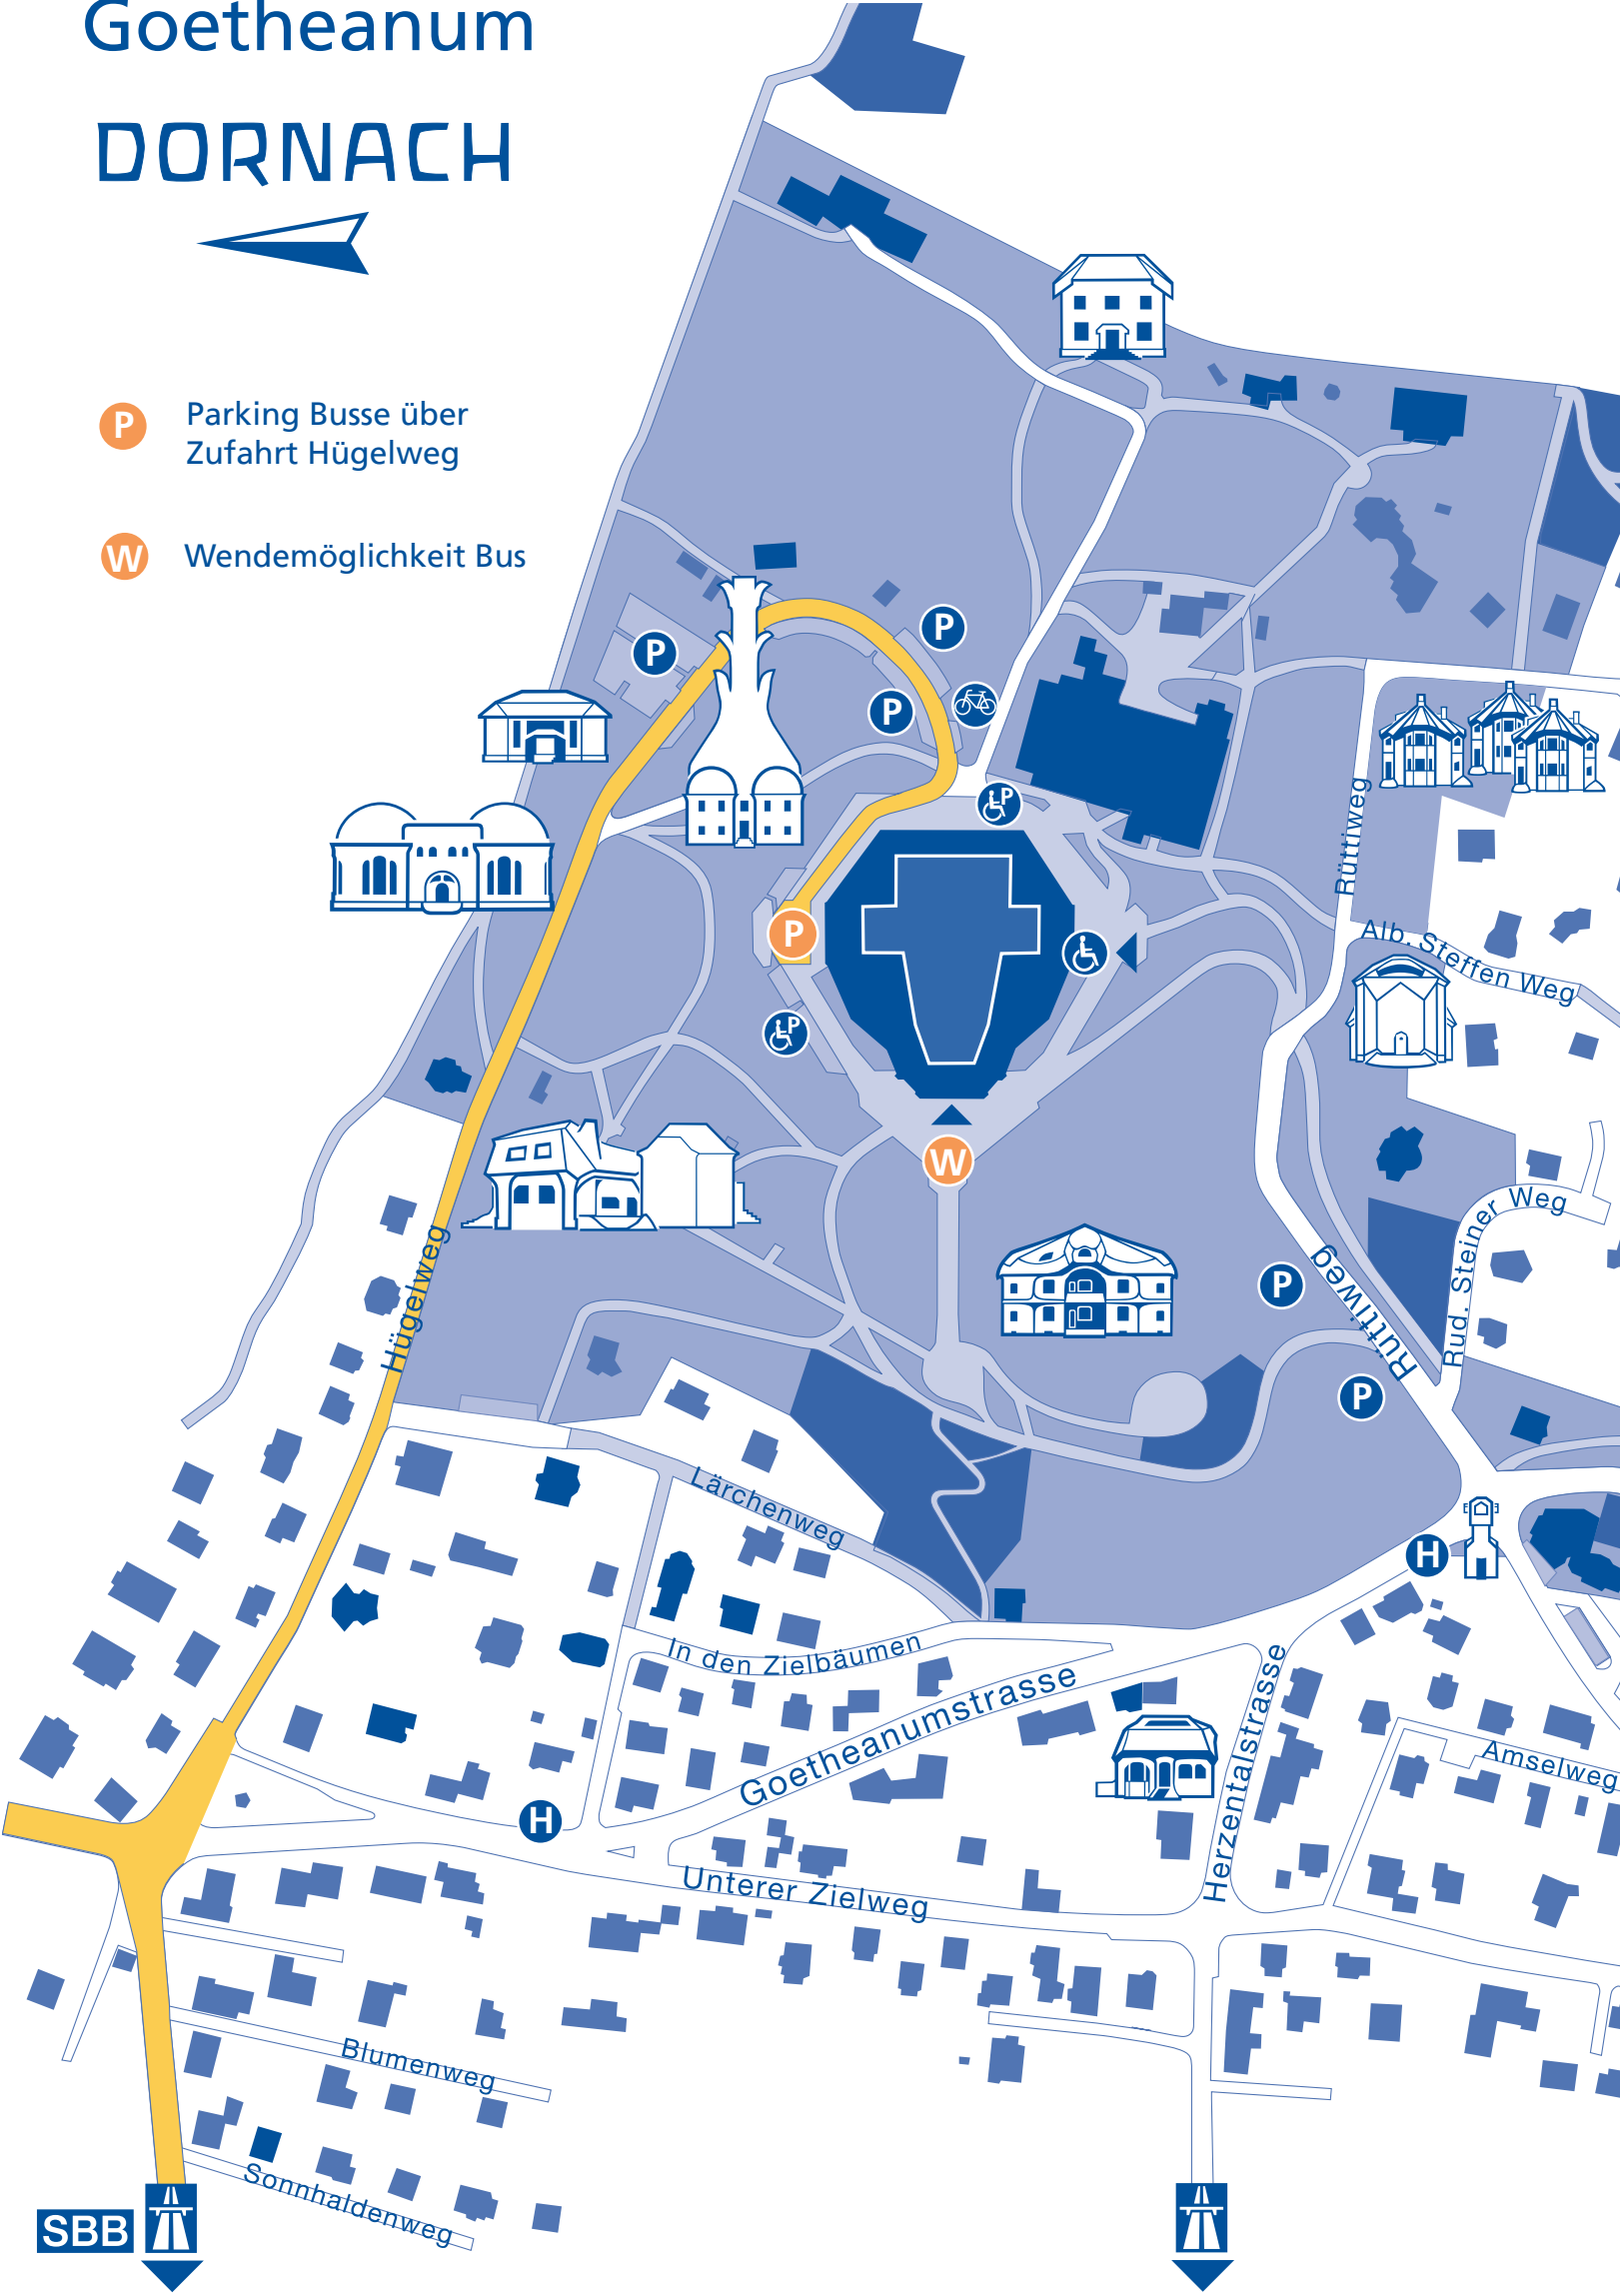 Goetheanum
DORNACH
P Parking Busse über
Zufahrt Hügelweg
W Wendemöglichkeit Bus
P
P
P
P
P
P
W
Rüttiweg
Alb. Steffen Weg
Hügelweg
Rüttiweg
Rud. Steiner Weg
P
P
Lärchenweg
H
In den Zielbäumen
Goetheanumstrasse
Herzentalstrasse
Amselweg
H
Unterer Zielweg
Blumenweg
Sonnhaldenweg
SBB